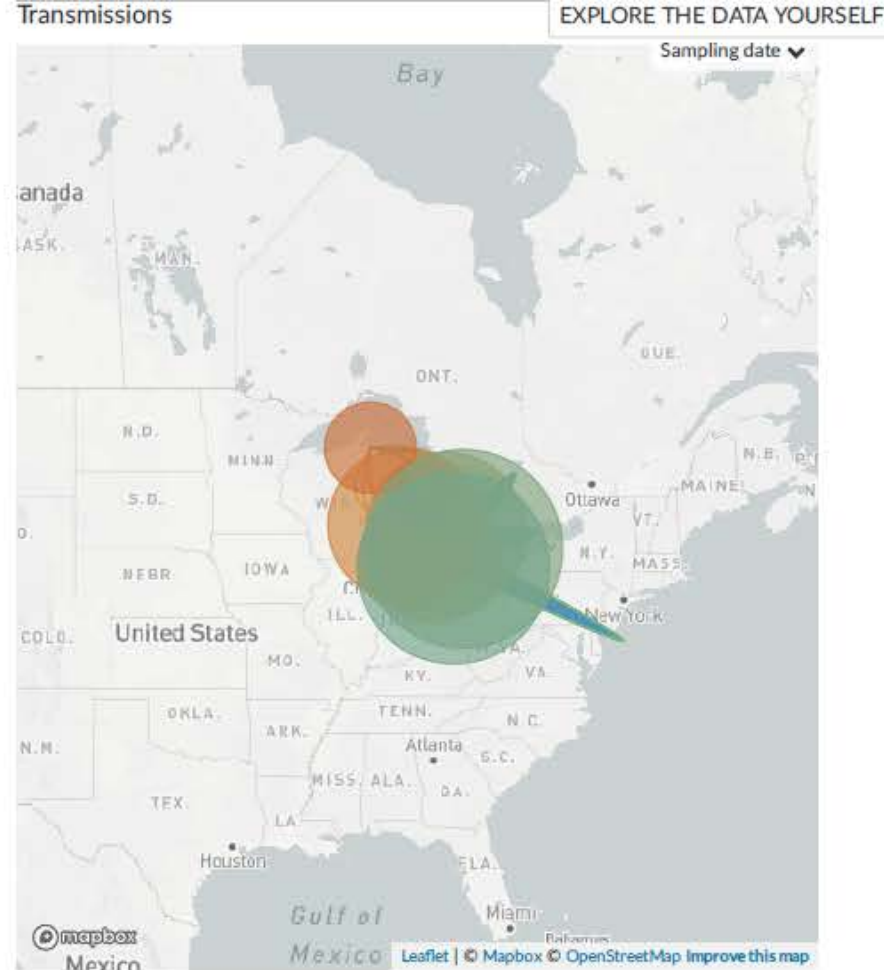 Transmissions
EXPLORE THE DATA YOURSELF
Sampling date
Bay
anada
ASK.
MAN.
ONT.
QUE.
N.D.
MINN
N.B.
MAINE
S.D.
Ottawa
VT.
N.Y.
MASS.
NEBR
IOWA
New York
ILL.
COLO.
United States
MO.
KY.
VA.
TENN.
N.C.
OKLA.
ARK.
N.M.
Atlanta
S.C.
MISS.
ALA.
GA.
TEX.
LA
Houston
FLA.
Gulf of
Mexico
Miami
mapbox
Mexico
Leaflet | © Mapbox © OpenStreetMap Improve this map